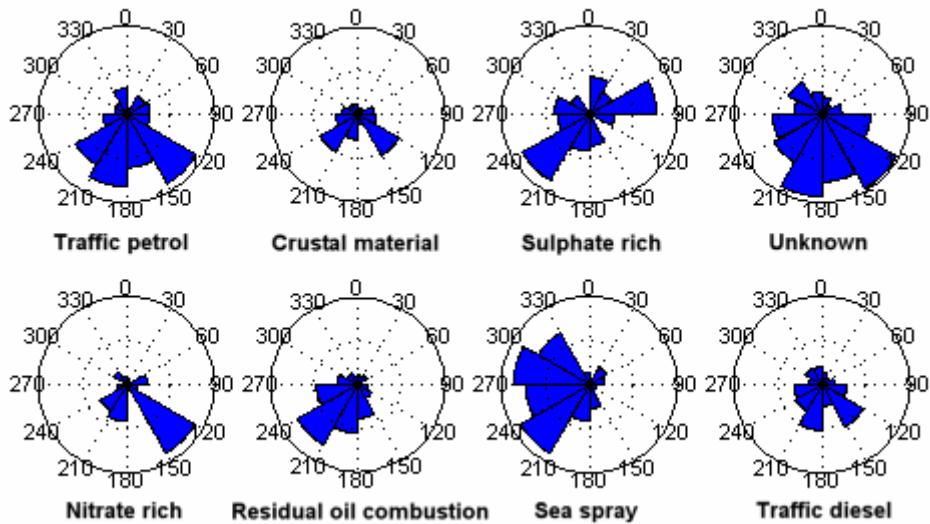 0 0 0 0
330 30 330 30 330 30 330 30
300 60 300 60 300 60 300 60
270 90 270 90 270 90 270 90
240 120 240 120 240 120 240 120
210 150 210 150 210 150 210 150
180 180 180 180
Traffic petrol Crustal material Sulphate rich Unknown
0 0 0 0
330 30 330 30 330 30 330 30
300 60 300 60 300 60 300 60
270 90 270 90 270 90 270 90
240 120 240 120 240 120 240 120
210 150 210 150 210 150 210 150
180 180 180 180
Nitrate rich Residual oil combustion Sea spray Traffic diesel